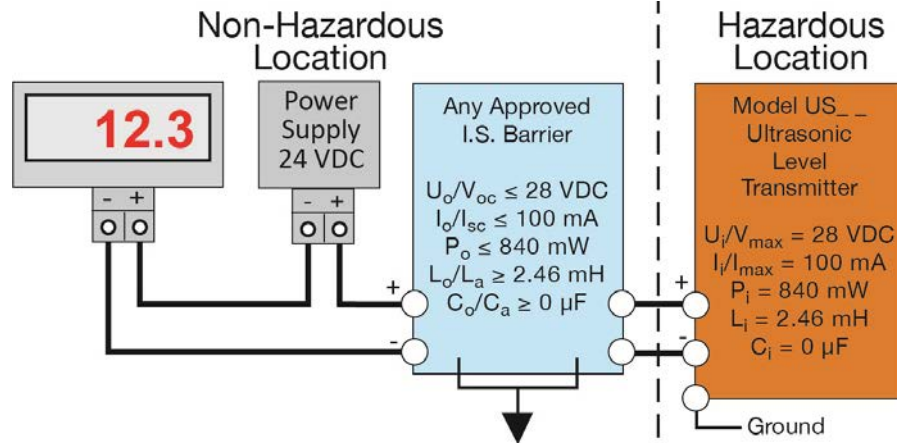 Non-Hazardous
Location
Hazardous
Location
12.3
- +
Power
Supply
24 VDC
- +
Any Approved
I.S. Barrier
Uo/Voc ≤ 28 VDC
Io/Isc ≤ 100 mA
Po ≤ 840 mW
Lo/La ≥ 2.46 mH
Co/Ca ≥ 0 µF
+
-
Model US_ _
Ultrasonic
Level
Transmitter
Ui/Vmax = 28 VDC
Ii/Imax = 100 mA
Pi = 840 mW
Li = 2.46 mH
Ci = 0 µF
+
-
Ground